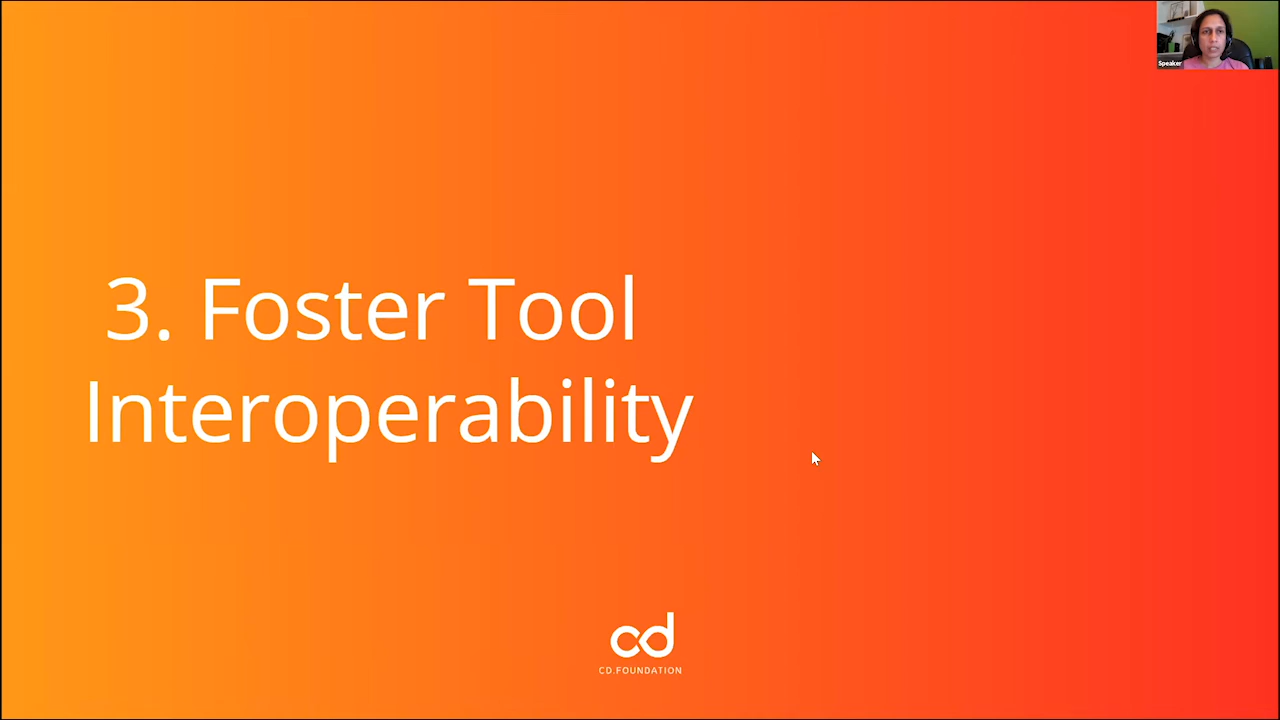 Speaker
3. Foster Tool
Interoperability
cd
CD.FOUNDATION